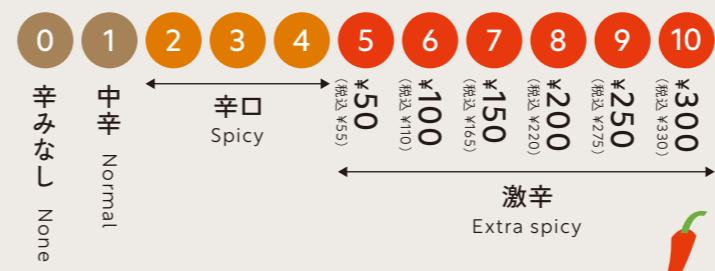 0 1 2 3 4 5 6 7 8 9 10
辛みなし None
中辛 Normal
辛口
Spicy
¥50
(税込 ¥55)
¥100
(税込 ¥110)
¥150
(税込 ¥165)
¥200
(税込 ¥220)
¥250
(税込 ¥275)
¥300
(税込 ¥330)
激辛
Extra spicy